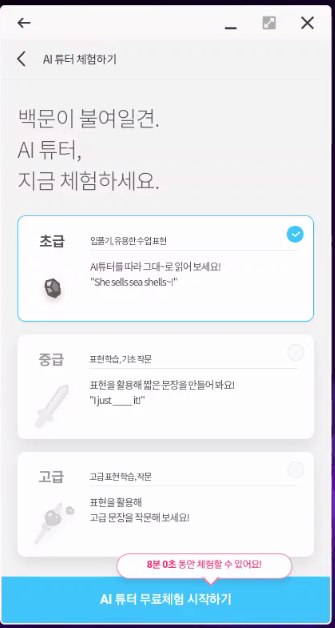 AI 튜터 체험하기
백문이 불여일견.
AI 튜터,
지금 체험하세요.
초급
입풀기, 유용한 수업 표현
AI튜터를 따라 그대~로 읽어 보세요!
"She sells sea shells~!"
중급
표현 학습, 기초 작문
표현을 활용해 짧은 문장을 만들어 봐요!
"I just ____ it!"
고급
고급 표현 학습, 작문
표현을 활용해
고급 문장을 작문해 보세요!
8분 0초 동안 체험할 수 있어요!
AI 튜터 무료체험 시작하기